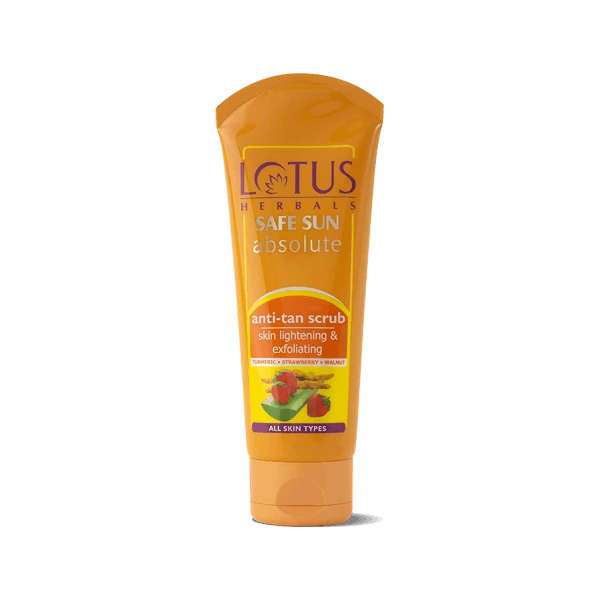 LOTUS
HERBALS
SAFE SUN
absolute
anti-tan scrub
skin lightening &
exfoliating
TURMERIC • STRAWBERRY • WALNUT
ALL SKIN TYPES